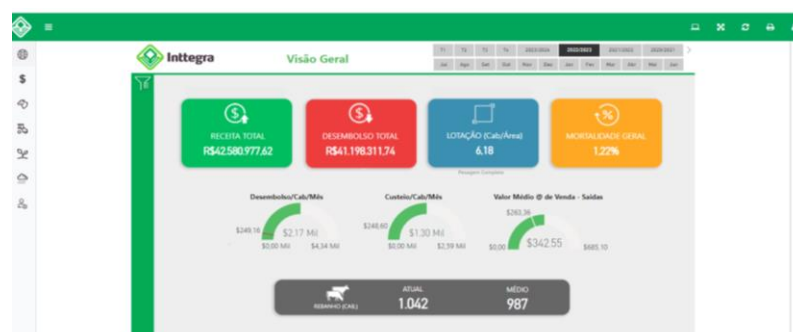 Inttegra
Visão Geral
T1 T2 T3 T4 2023/2024 2022/2023 2021/2022 2020/2021
Jul Ago Set Out Nov Dez Jan Fev Mar Abr Mai Jun
RECEITA TOTAL
R$42.580.977,62
DESEMBOLSO TOTAL
R$41.198.311,74
LOTAÇÃO (Cab/Área)
6,18
MORTALIDADE GERAL
1,22%
Pesagem Completa
Desembolso/Cab/Mês
$249,16
$2.17 Mil
$0,00 Mil
$4,34 Mil
Custeio/Cab/Mês
$248,60
$1.30 Mil
$0,00 Mil
$2,59 Mil
Valor Médio @ de Venda - Saídas
$263,36
$342.55
$0,00
$685,10
REBANHO (CAB.)
ATUAL
1.042
MÉDIO
987